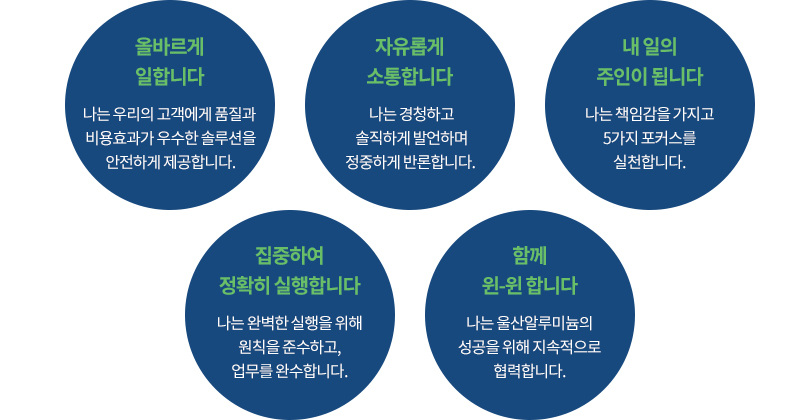 올바르게
일합니다
나는 우리의 고객에게 품질과
비용효과가 우수한 솔루션을
안전하게 제공합니다.
자유롭게
소통합니다
나는 경청하고
솔직하게 발언하며
정중하게 반론합니다.
내 일의
주인이 됩니다
나는 책임감을 가지고
5가지 포커스를
실천합니다.
집중하여
정확히 실행합니다
나는 완벽한 실행을 위해
원칙을 준수하고,
업무를 완수합니다.
함께
윈-윈 합니다
나는 울산알루미늄의
성공을 위해 지속적으로
협력합니다.